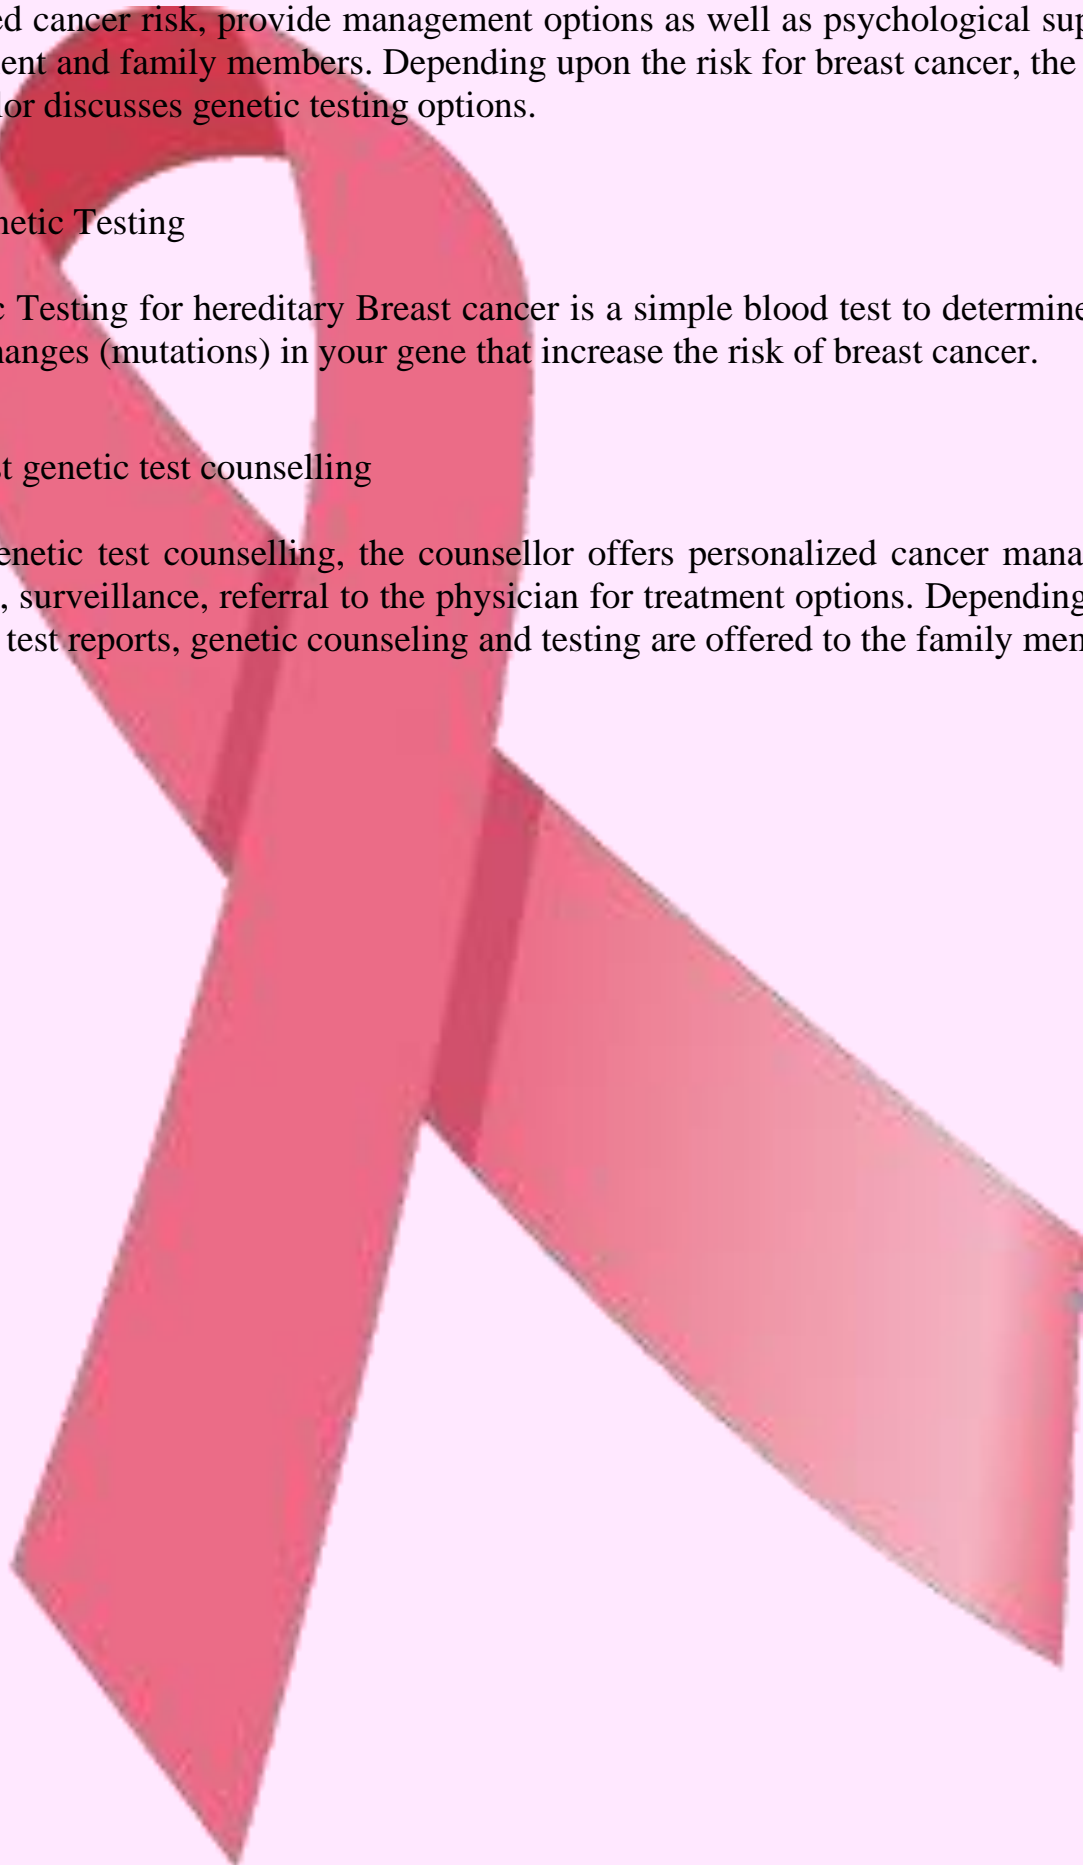 ed cancer risk, provide management options as well as psychological sup
ent and family members. Depending upon the risk for breast cancer, the
lor discusses genetic testing options.
netic Testing
c Testing for hereditary Breast cancer is a simple blood test to determine
hanges (mutations) in your gene that increase the risk of breast cancer.
st genetic test counselling
enetic test counselling, the counsellor offers personalized cancer mana
, surveillance, referral to the physician for treatment options. Depending
test reports, genetic counseling and testing are offered to the family men